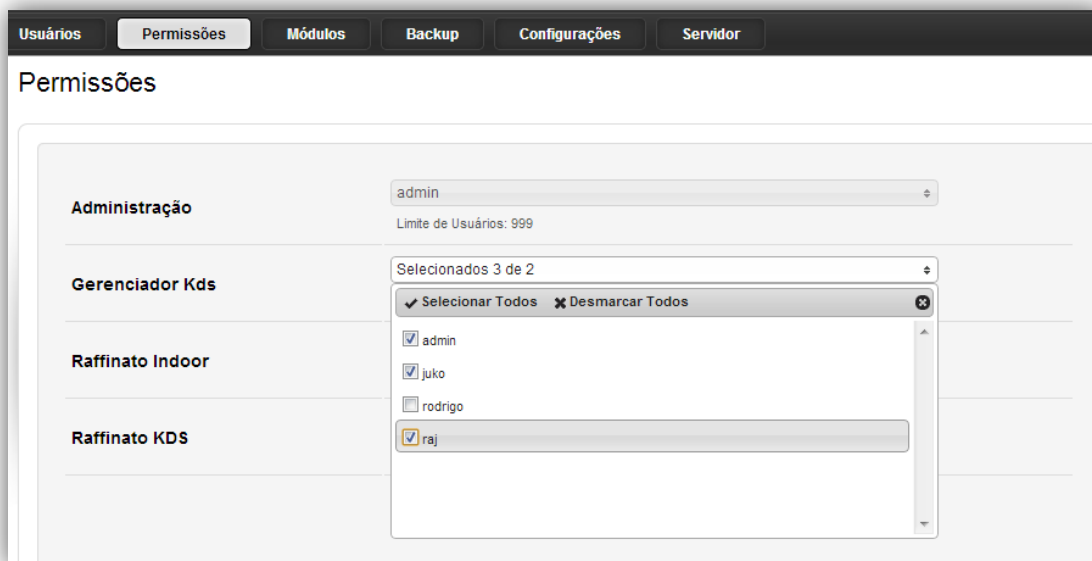 Usuários Permissões Módulos Backup Configurações Servidor
Permissões
Administração
admin
Limite de Usuários: 999
Gerenciador Kds
Selecionados 3 de 2
Selecionar Todos Desmarcar Todos
admin
juko
rodrigo
raj
Raffinato Indoor
Raffinato KDS